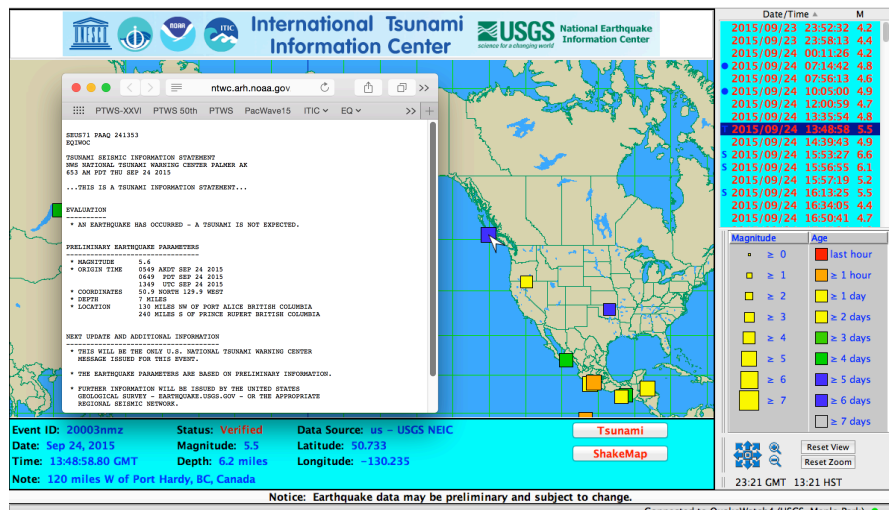 International Tsunami
Information Center
UNESCO
NOAA
ITIC
USGS
science for a changing world
National Earthquake
Information Center
ntwc.arh.noaa.gov
PTWS-XXVI PTWS 50th PTWS PacWave15 ITIC EQ >> +
SEUS71 PAAQ 241353
EQIWOC
TSUNAMI SEISMIC INFORMATION STATEMENT
NWS NATIONAL TSUNAMI WARNING CENTER PALMER AK
653 AM PDT THU SEP 24 2015
...THIS IS A TSUNAMI INFORMATION STATEMENT...
EVALUATION
----------
* AN EARTHQUAKE HAS OCCURRED - A TSUNAMI IS NOT EXPECTED.
PRELIMINARY EARTHQUAKE PARAMETERS
---------------------------------
* MAGNITUDE 5.6
* ORIGIN TIME 0549 AKDT SEP 24 2015
0649 PDT SEP 24 2015
1349 UTC SEP 24 2015
* COORDINATES 50.9 NORTH 129.9 WEST
* DEPTH 7 MILES
* LOCATION 130 MILES NW OF PORT ALICE BRITISH COLUMBIA
240 MILES S OF PRINCE RUPERT BRITISH COLUMBIA
NEXT UPDATE AND ADDITIONAL INFORMATION
--------------------------------------
* THIS WILL BE THE ONLY U.S. NATIONAL TSUNAMI WARNING CENTER
MESSAGE ISSUED FOR THIS EVENT.
* THE EARTHQUAKE PARAMETERS ARE BASED ON PRELIMINARY INFORMATION.
* FURTHER INFORMATION WILL BE ISSUED BY THE UNITED STATES
GEOLOGICAL SURVEY - EARTHQUAKE.USGS.GOV - OR THE APPROPRIATE
REGIONAL SEISMIC NETWORK.
Date/Time M
2015/09/23 23:52:32 4.2
2015/09/23 23:58:13 4.4
2015/09/24 00:11:26 4.2
2015/09/24 07:14:42 4.8
2015/09/24 07:56:13 4.6
2015/09/24 10:05:00 4.9
2015/09/24 12:00:59 4.7
2015/09/24 13:35:54 4.8
T 2015/09/24 13:48:58 5.5
2015/09/24 14:39:43 4.9
S 2015/09/24 15:53:27 6.6
S 2015/09/24 15:56:55 6.1
2015/09/24 15:57:19 5.2
S 2015/09/24 16:13:25 5.5
2015/09/24 16:34:05 4.4
2015/09/24 16:50:41 4.7
Magnitude Age
≥ 0 last hour
≥ 1 ≥ 1 hour
≥ 2 ≥ 1 day
≥ 3 ≥ 2 days
≥ 4 ≥ 3 days
≥ 5 ≥ 4 days
≥ 6 ≥ 5 days
≥ 7 ≥ 6 days
≥ 7 days
Reset View
Reset Zoom
23:21 GMT 13:21 HST
Event ID: 20003nmz Status: Verified Data Source: us - USGS NEIC Tsunami
Date: Sep 24, 2015 Magnitude: 5.5 Latitude: 50.733
Time: 13:48:58.80 GMT Depth: 6.2 miles Longitude: -130.235 ShakeMap
Note: 120 miles W of Port Hardy, BC, Canada
Notice: Earthquake data may be preliminary and subject to change.